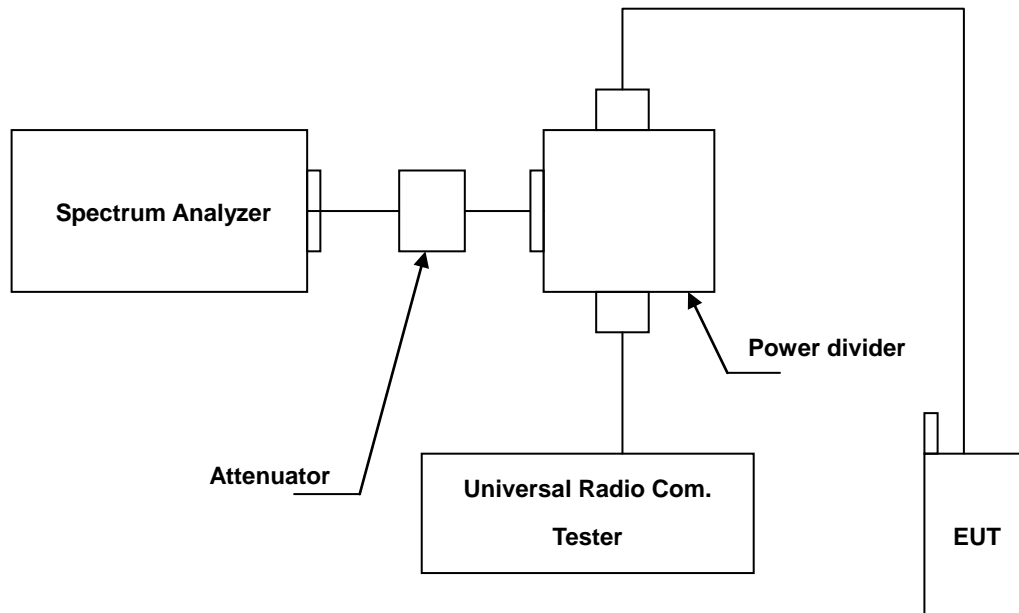 Spectrum Analyzer
Power divider
Attenuator
Universal Radio Com.
Tester
EUT